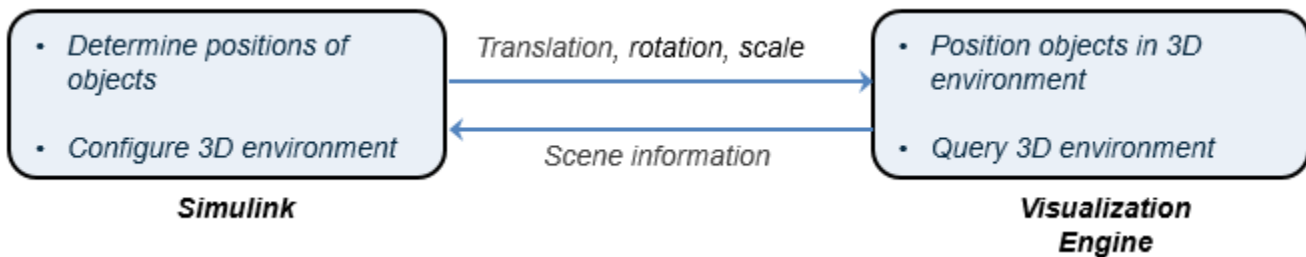 • Determine positions of
objects
• Configure 3D environment
Simulink
Translation, rotation, scale
Scene information
• Position objects in 3D
environment
• Query 3D environment
Visualization
Engine